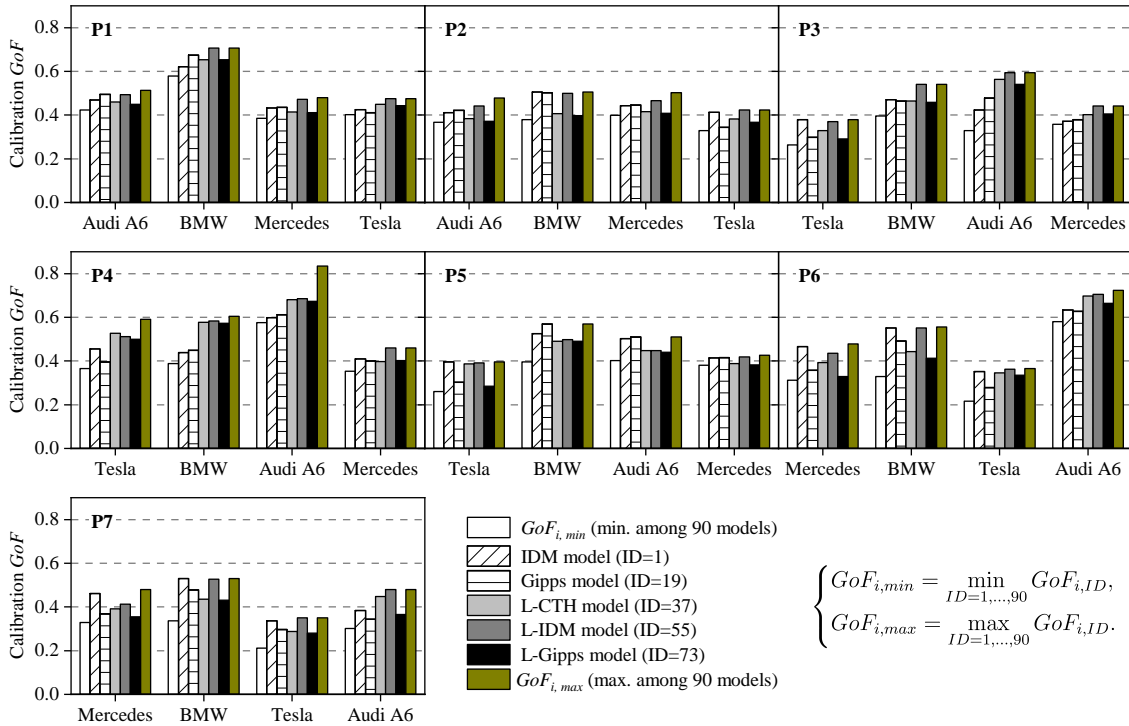 P1 P2 P3
Calibration GoF
0.8
0.6
0.4
0.2
0.0
Audi A6 BMW Mercedes Tesla Audi A6 BMW Mercedes Tesla Tesla BMW Audi A6 Mercedes
P4 P5 P6
Calibration GoF
0.8
0.6
0.4
0.2
0.0
Tesla BMW Audi A6 Mercedes Tesla BMW Audi A6 Mercedes Mercedes BMW Tesla Audi A6
P7
Calibration GoF
0.8
0.6
0.4
0.2
0.0
Mercedes BMW Tesla Audi A6
GoF_{i, min} (min. among 90 models)
IDM model (ID=1)
Gipps model (ID=19)
L-CTH model (ID=37)
L-IDM model (ID=55)
L-Gipps model (ID=73)
GoF_{i, max} (max. among 90 models)
GoF_{i,min} = min_{ID=1,...,90} GoF_{i,ID},
GoF_{i,max} = max_{ID=1,...,90} GoF_{i,ID}.